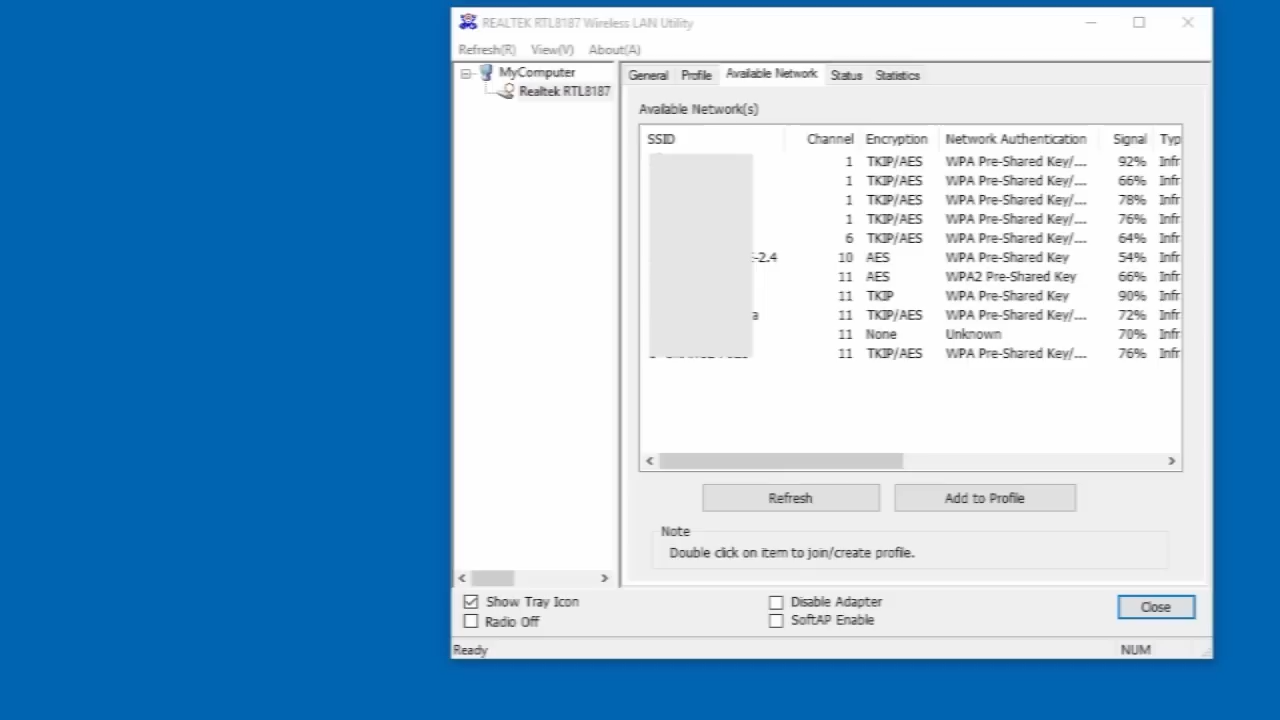 REALTEK RTL8187 Wireless LAN Utility
Refresh(R) View(V) About(A)
MyComputer
Realtek RTL8187
General Profile Available Network Status Statistics
Available Network(s)
SSID Channel Encryption Network Authentication Signal Typ
1 TKIP/AES WPA Pre-Shared Key/... 92% Infr
1 TKIP/AES WPA Pre-Shared Key/... 66% Infr
1 TKIP/AES WPA Pre-Shared Key/... 78% Infr
1 TKIP/AES WPA Pre-Shared Key/... 76% Infr
6 TKIP/AES WPA Pre-Shared Key/... 64% Infr
-2.4 10 AES WPA Pre-Shared Key 54% Infr
11 AES WPA2 Pre-Shared Key 66% Infr
11 TKIP WPA Pre-Shared Key 90% Infr
a 11 TKIP/AES WPA Pre-Shared Key/... 72% Infr
11 None Unknown 70% Infr
11 TKIP/AES WPA Pre-Shared Key/... 76% Infr
Refresh Add to Profile
Note
Double click on item to join/create profile.
Show Tray Icon Disable Adapter
Radio Off SoftAP Enable
Close
Ready NUM